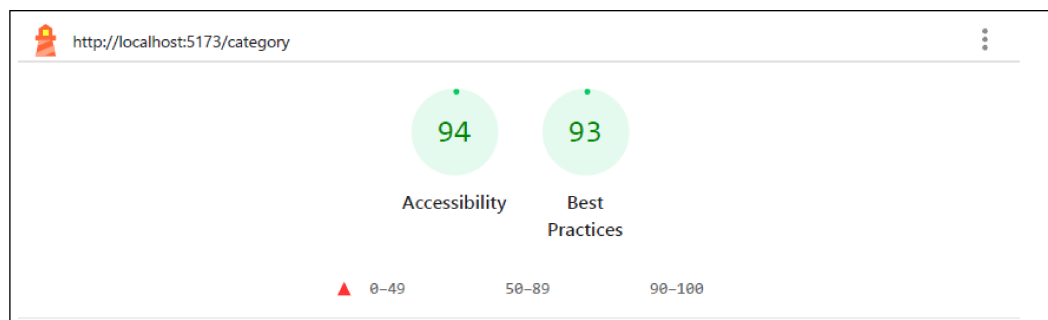 http://localhost:5173/category
94
93
Accessibility
Best
Practices
0–49
50–89
90–100